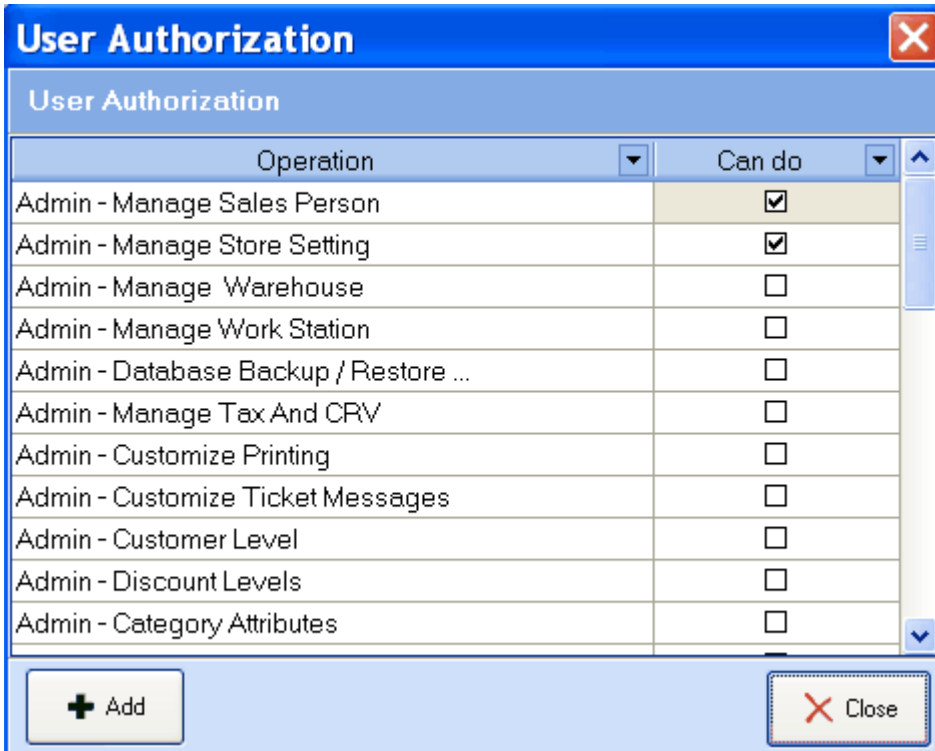 User Authorization
User Authorization
Operation Can do
Admin - Manage Sales Person
Admin - Manage Store Setting
Admin - Manage  Warehouse
Admin - Manage Work Station
Admin - Database Backup / Restore ...
Admin - Manage Tax And CRV
Admin - Customize Printing
Admin - Customize Ticket Messages
Admin - Customer Level
Admin - Discount Levels
Admin - Category Attributes
Add Close